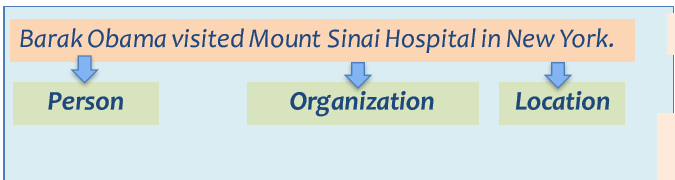 Barak Obama visited Mount Sinai Hospital in New York.
Person Organization Location